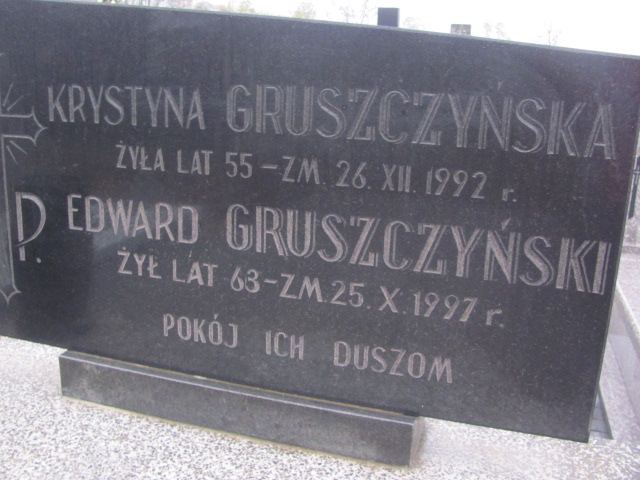 KRYSTYNA GRUSZCZYŃSKA
ŻYŁA LAT 55 - ZM. 26. XII. 1992 r.
P. EDWARD GRUSZCZYŃSKI
ŻYŁ LAT 63 - ZM. 25. X. 1997 r.
POKÓJ ICH DUSZOM